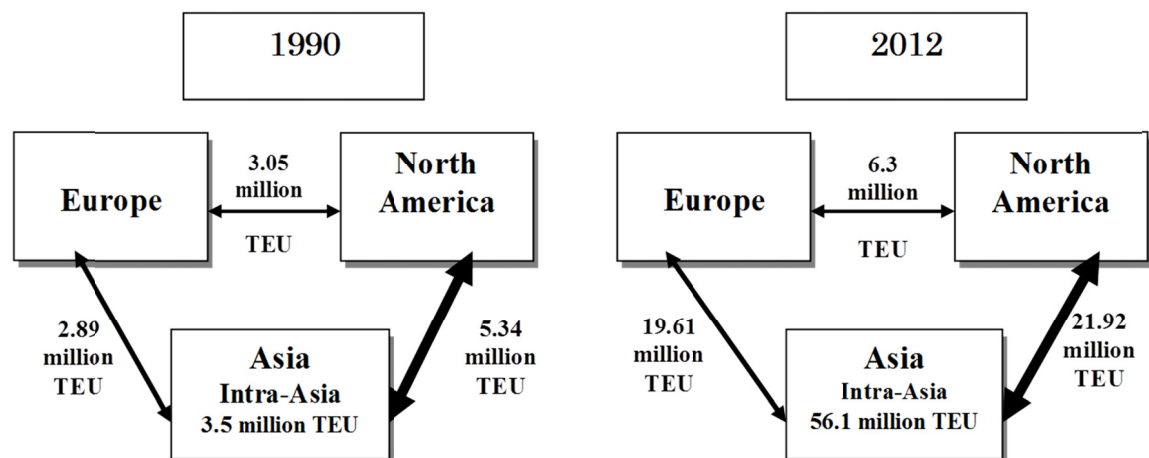 1990
Europe
3.05
million
TEU
North
America
2.89
million
TEU
5.34
million
TEU
Asia
Intra-Asia
3.5 million TEU
2012
Europe
6.3
million
TEU
North
America
19.61
million
TEU
21.92
million
TEU
Asia
Intra-Asia
56.1 million TEU